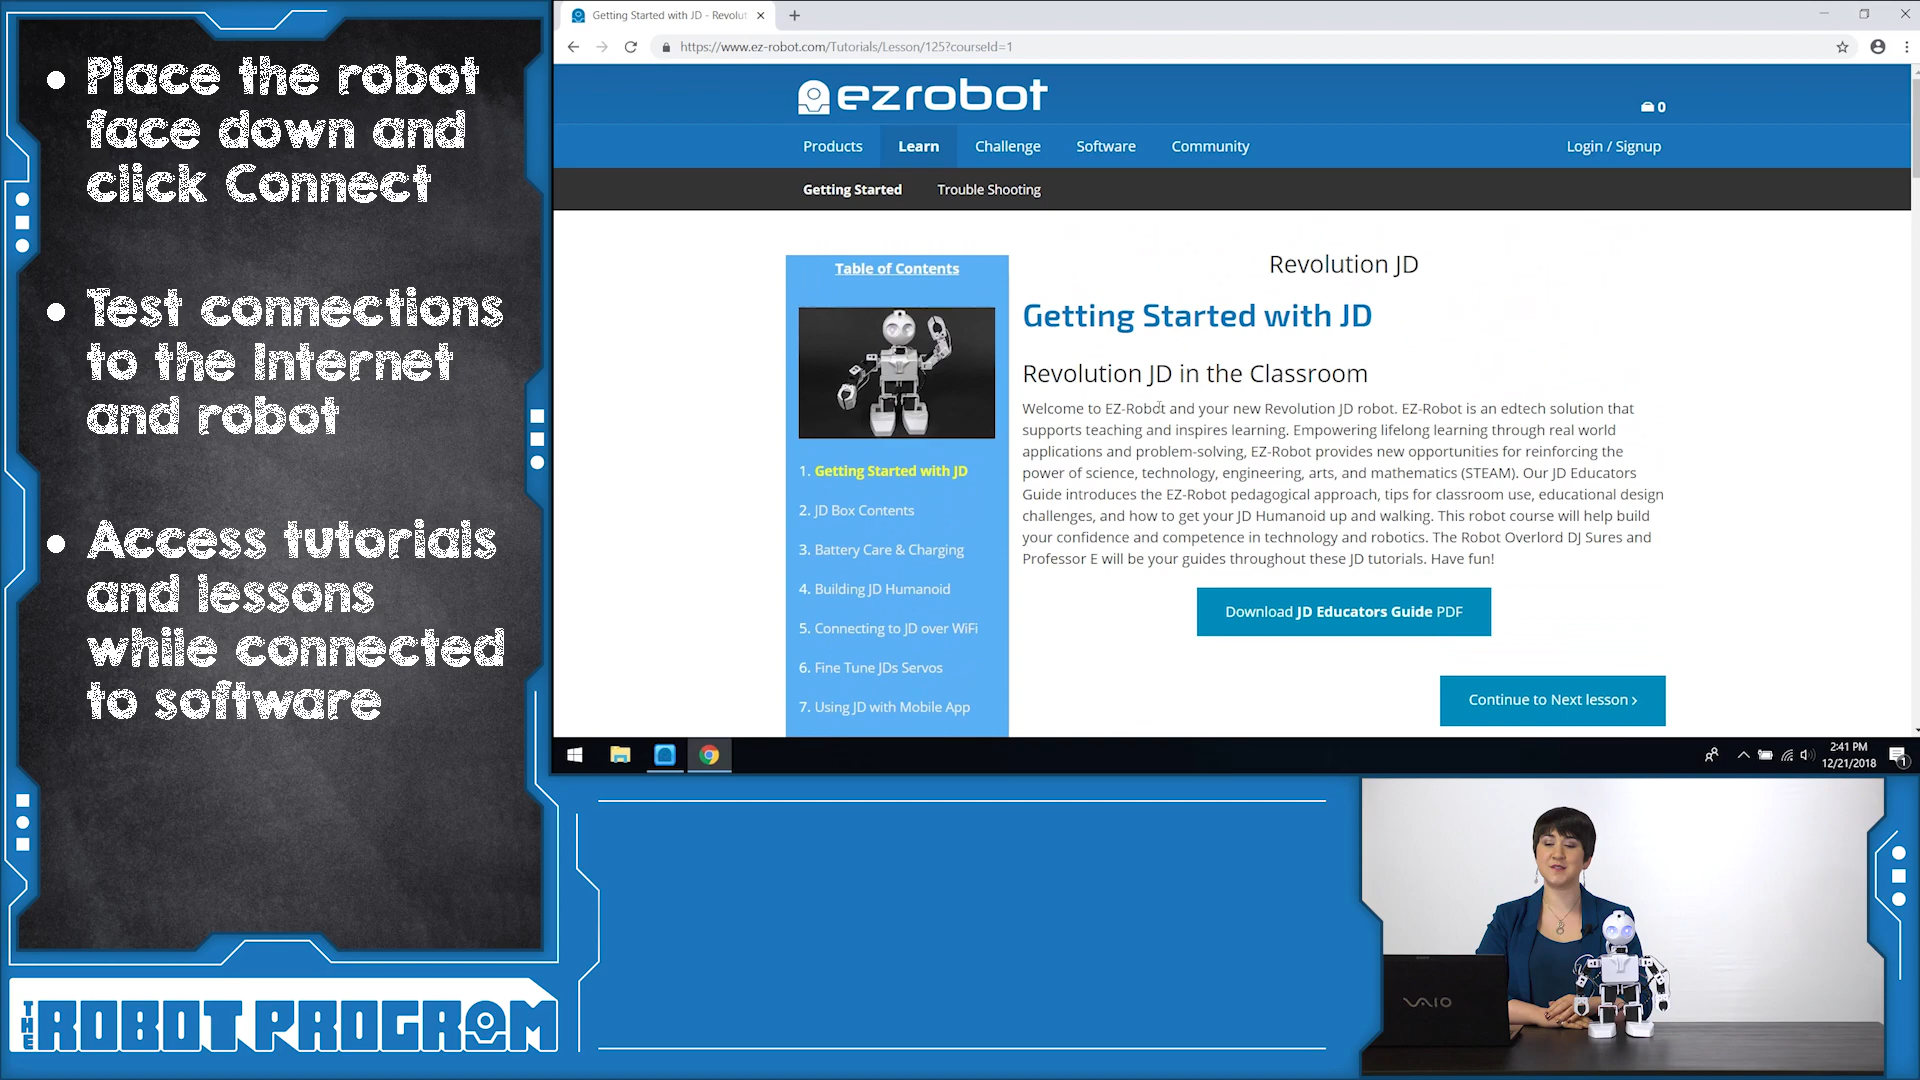 • Place the robot
face down and
click Connect
• Test connections
to the Internet
and robot
• Access tutorials
and lessons
while connected
to software
THE ROBOT PROGRAM
Getting Started with JD - Revolut
https://www.ez-robot.com/Tutorials/Lesson/125?courseId=1
ezrobot
0
Products Learn Challenge Software Community Login / Signup
Getting Started Trouble Shooting
Table of Contents
1. Getting Started with JD
2. JD Box Contents
3. Battery Care & Charging
4. Building JD Humanoid
5. Connecting to JD over WiFi
6. Fine Tune JDs Servos
7. Using JD with Mobile App
Revolution JD
Getting Started with JD
Revolution JD in the Classroom
Welcome to EZ-Robot and your new Revolution JD robot. EZ-Robot is an edtech solution that
supports teaching and inspires learning. Empowering lifelong learning through real world
applications and problem-solving, EZ-Robot provides new opportunities for reinforcing the
power of science, technology, engineering, arts, and mathematics (STEAM). Our JD Educators
Guide introduces the EZ-Robot pedagogical approach, tips for classroom use, educational design
challenges, and how to get your JD Humanoid up and walking. This robot course will help build
your confidence and competence in technology and robotics. The Robot Overlord DJ Sures and
Professor E will be your guides throughout these JD tutorials. Have fun!
Download JD Educators Guide PDF
Continue to Next lesson ›
2:41 PM
12/21/2018
1
VAIO